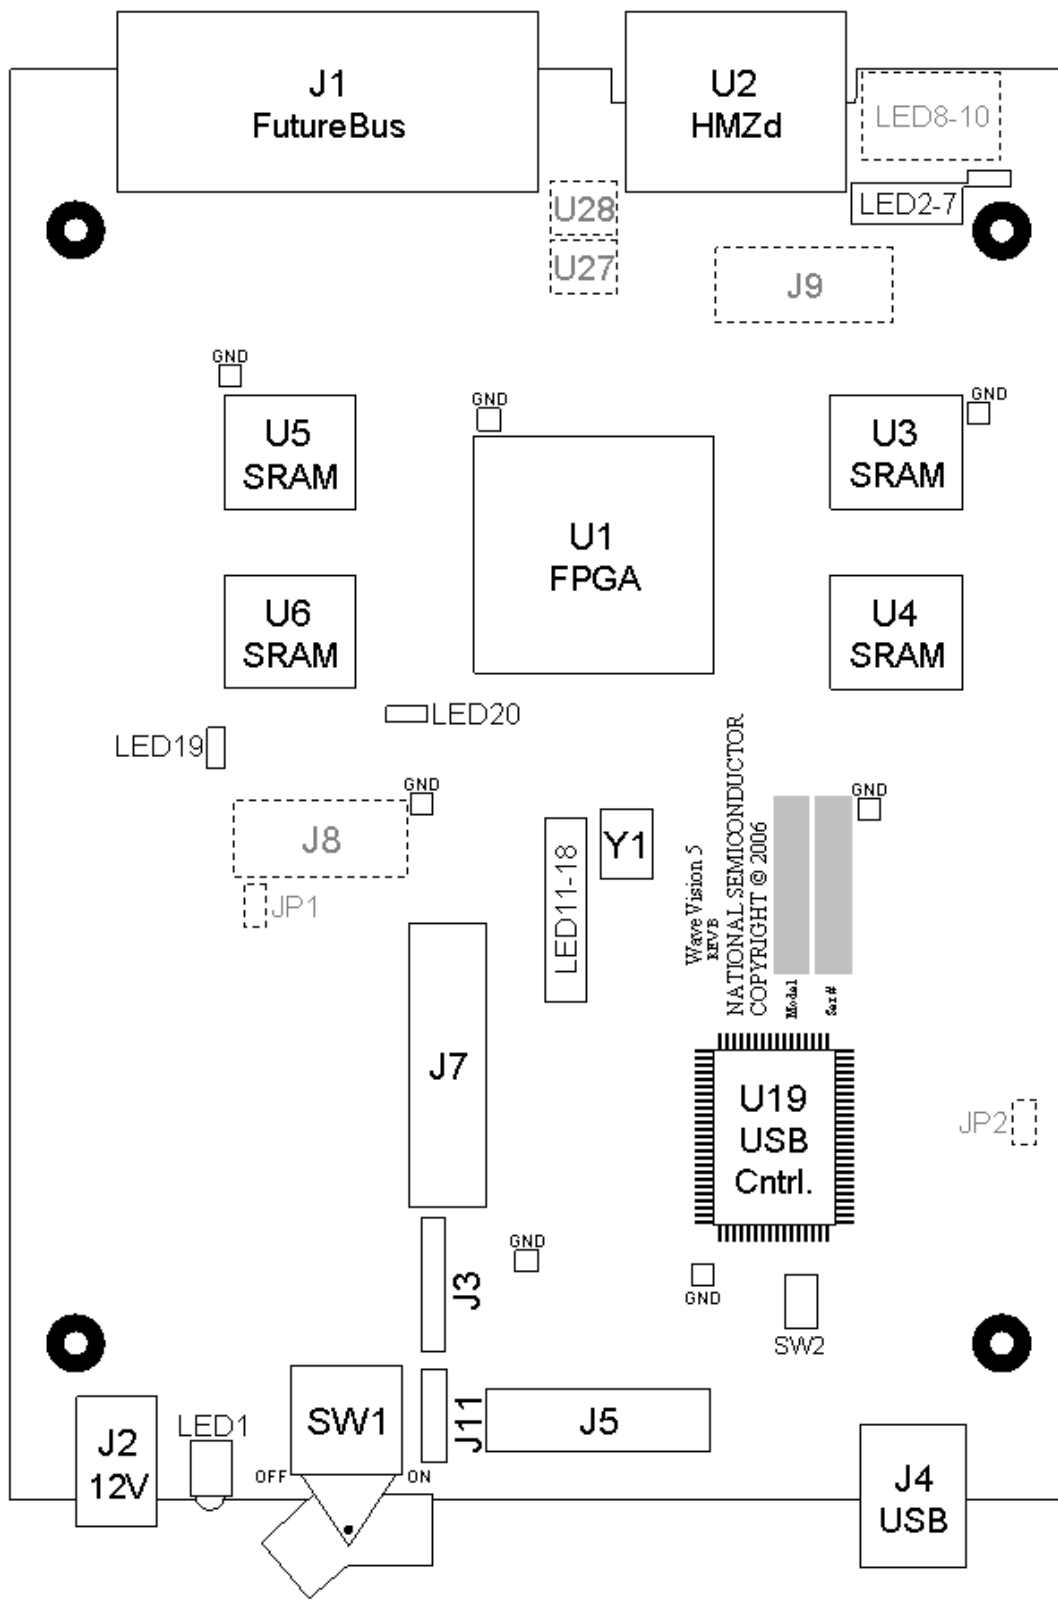 J1
FutureBus
U2
HMZd
LED8-10
LED2-7
U28
U27
J9
GND
GND
GND
U5
SRAM
U3
SRAM
U1
FPGA
U6
SRAM
U4
SRAM
LED20
LED19
GND
GND
J8
JP1
Y1
LED11-18
WaveVision 5
REV B
NATIONAL SEMICONDUCTOR
COPYRIGHT © 2006
Model
Ser#
J7
U19
USB
Cntrl.
JP2
GND
J3
GND
SW2
SW1
J11
J5
LED1
J2
12V
OFF
ON
J4
USB